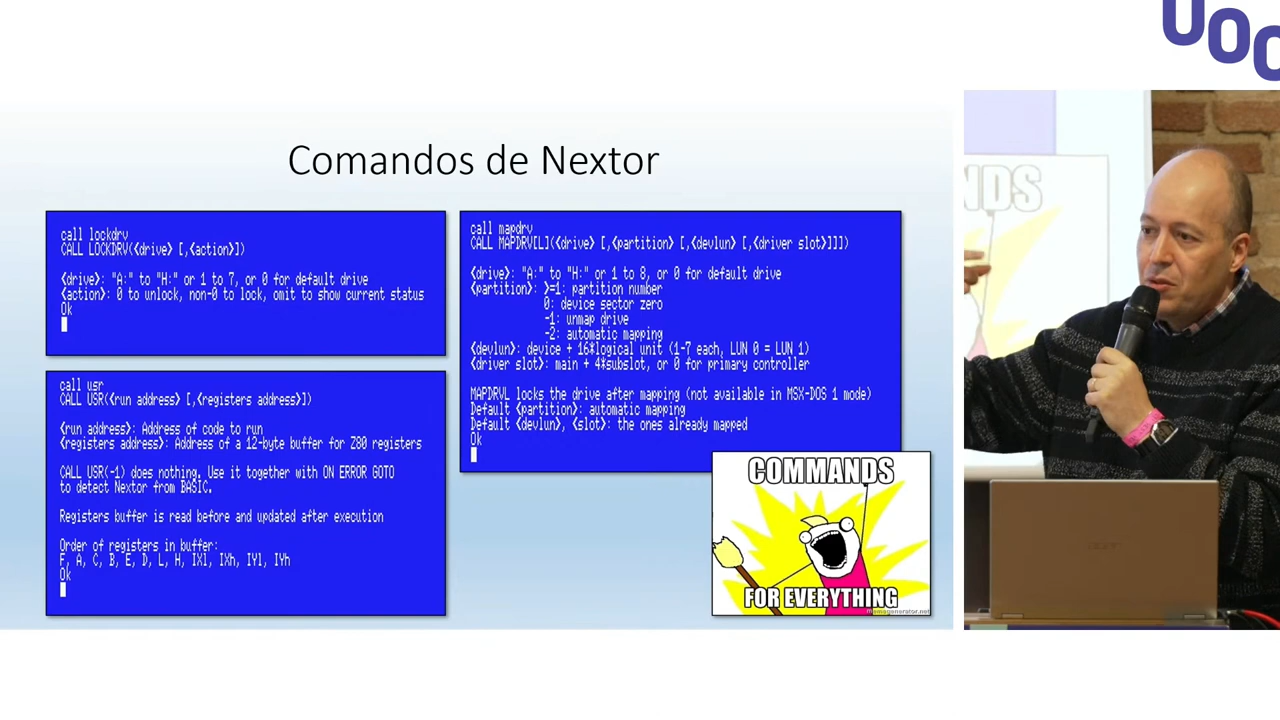 UOC
Comandos de Nextor
call lockdrv
CALL LOCKDRV(<drive> [,<action>])
<drive>: "A:" to "H:" or 1 to 7, or 0 for default drive
<action>: 0 to unlock, non-0 to lock, omit to show current status
Ok
call usr
CALL USR(<run address> [,<registers address>])
<run address>: Address of code to run
<registers address>: Address of a 12-byte buffer for Z80 registers
CALL USR(-1) does nothing. Use it together with ON ERROR GOTO
to detect Nextor from BASIC.
Registers buffer is read before and updated after execution
Order of registers in buffer:
F, A, C, B, E, D, L, H, IXl, IXh, IYl, IYh
Ok
call mapdrv
CALL MAPDRV[L](<drive> [,<partition> [,<devlun> [,<driver slot>]]])
<drive>: "A:" to "H:" or 1 to 8, or 0 for default drive
<partition>: >=1: partition number
0: device sector zero
-1: unmap drive
-2: automatic mapping
<devlun>: device + 16*logical unit (1-7 each, LUN 0 = LUN 1)
<driver slot>: main + 4*subslot, or 0 for primary controller
MAPDRVL locks the drive after mapping (not available in MSX-DOS 1 mode)
Default <partition>: automatic mapping
Default <devlun>, <slot>: the ones already mapped
Ok
COMMANDS
FOR EVERYTHING
memegenerator.net
NDS
acer